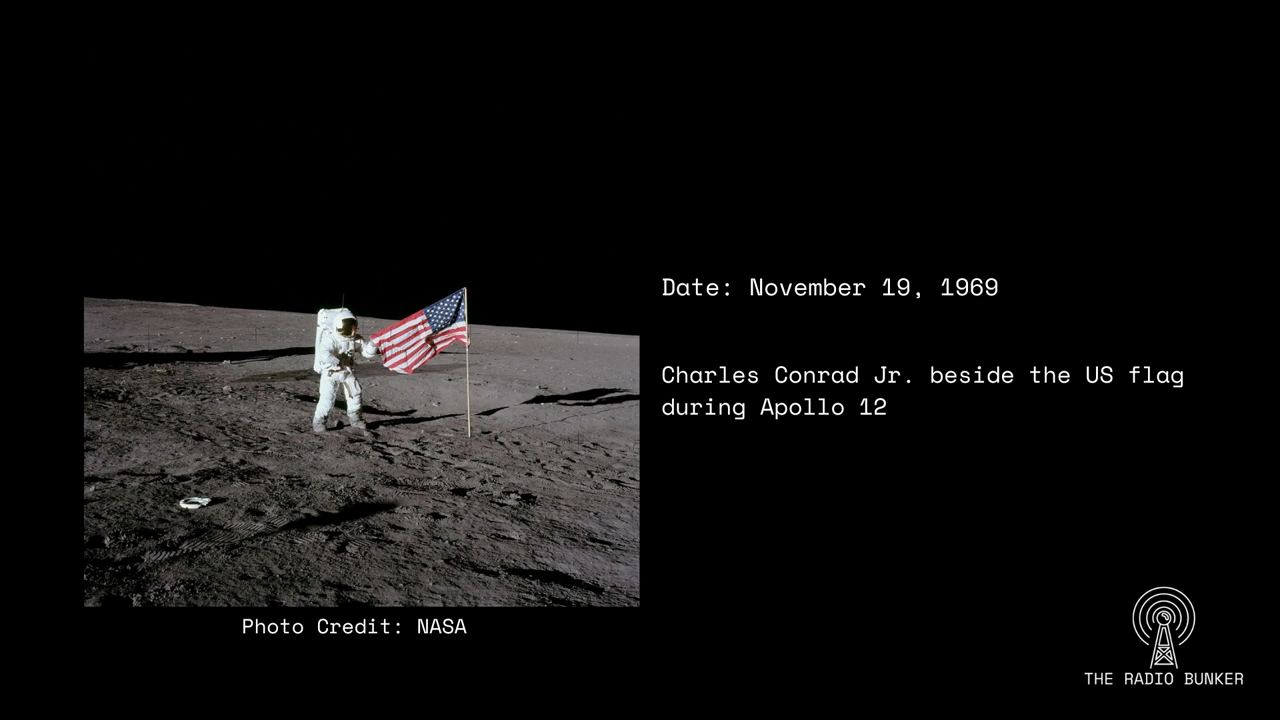 Date: November 19, 1969
Charles Conrad Jr. beside the US flag
during Apollo 12
Photo Credit: NASA
THE RADIO BUNKER